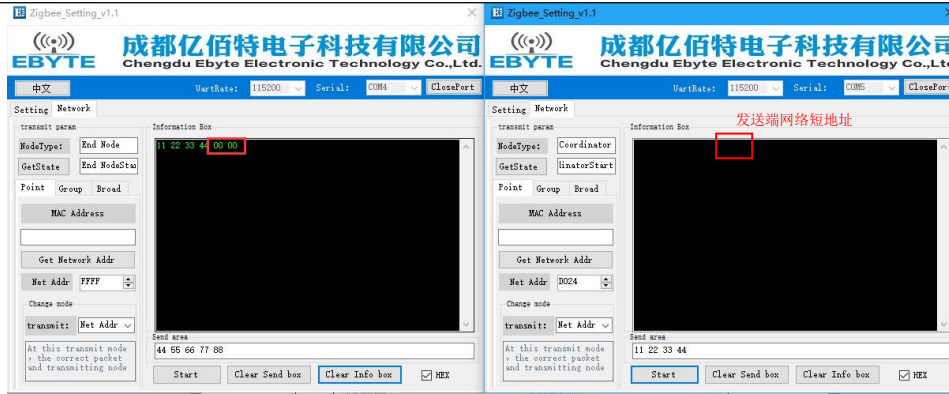 Zigbee_Setting_v1.1
EBYTE
成都亿佰特电子科技有限公司
Chengdu Ebyte Electronic Technology Co.,Ltd.
中文
UartRate:
115200
Serial:
COM4
ClosePort
Setting
Network
transmit param
NodeType:
End Node
GetState
End NodeStar
Point
Group
Broad
MAC Address
Get Network Addr
Net Addr
FFFF
Change mode
transmit:
Net Addr
At this transmit mode
, the correct packet
and transmitting node
Information Box
11 22 33 44 00 00
Send area
44 55 66 77 88
Start
Clear Send box
Clear Info box
HEX
Zigbee_Setting_v1.1
EBYTE
成都亿佰特电子科技有限公司
Chengdu Ebyte Electronic Technology Co.,Lt
中文
UartRate:
115200
Serial:
COM5
ClosePor
Setting
Network
发送端网络短地址
transmit param
NodeType:
Coordinator
GetState
linatorStart
Point
Group
Broad
MAC Address
Get Network Addr
Net Addr
D024
Change mode
transmit:
Net Addr
At this transmit mode
, the correct packet
and transmitting node
Information Box
Send area
11 22 33 44
Start
Clear Send box
Clear Info box
HEX